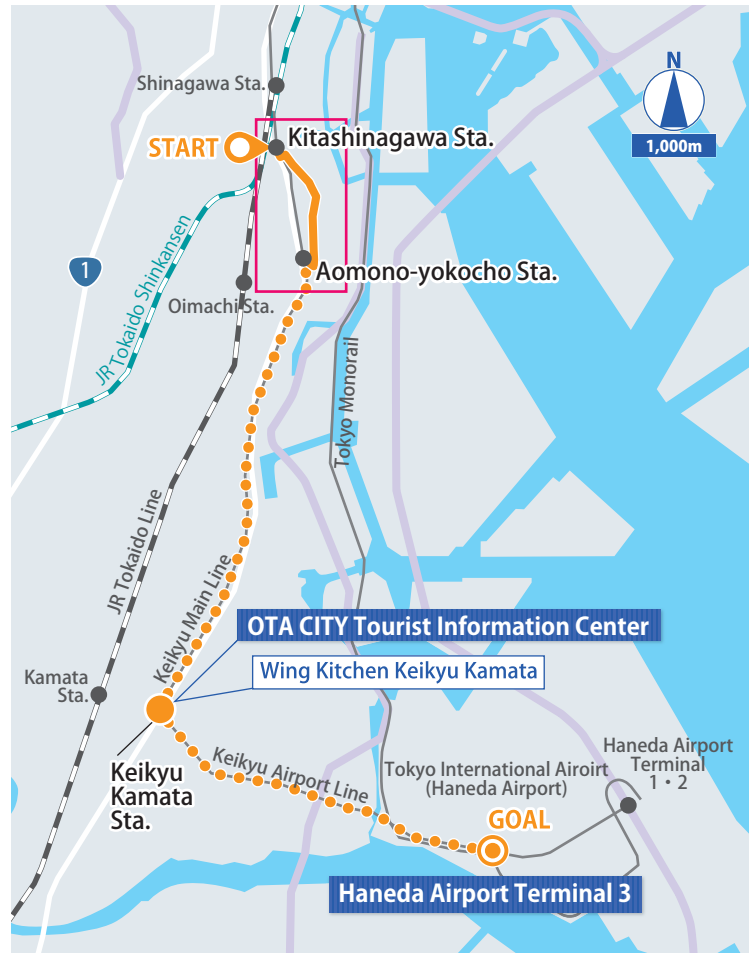 Shinagawa Sta.
N
1,000m
START
Kitashinagawa Sta.
Aomono-yokocho Sta.
1
JR Tokaido Shinkansen
Oimachi Sta.
Tokyo Monorail
JR Tokaido Line
Keikyu Main Line
OTA CITY Tourist Information Center
Wing Kitchen Keikyu Kamata
Kamata
Sta.
Keikyu
Kamata
Sta.
Keikyu Airport Line
Tokyo International Airoirt
(Haneda Airport)
Haneda Airport
Terminal
1・2
GOAL
Haneda Airport Terminal 3